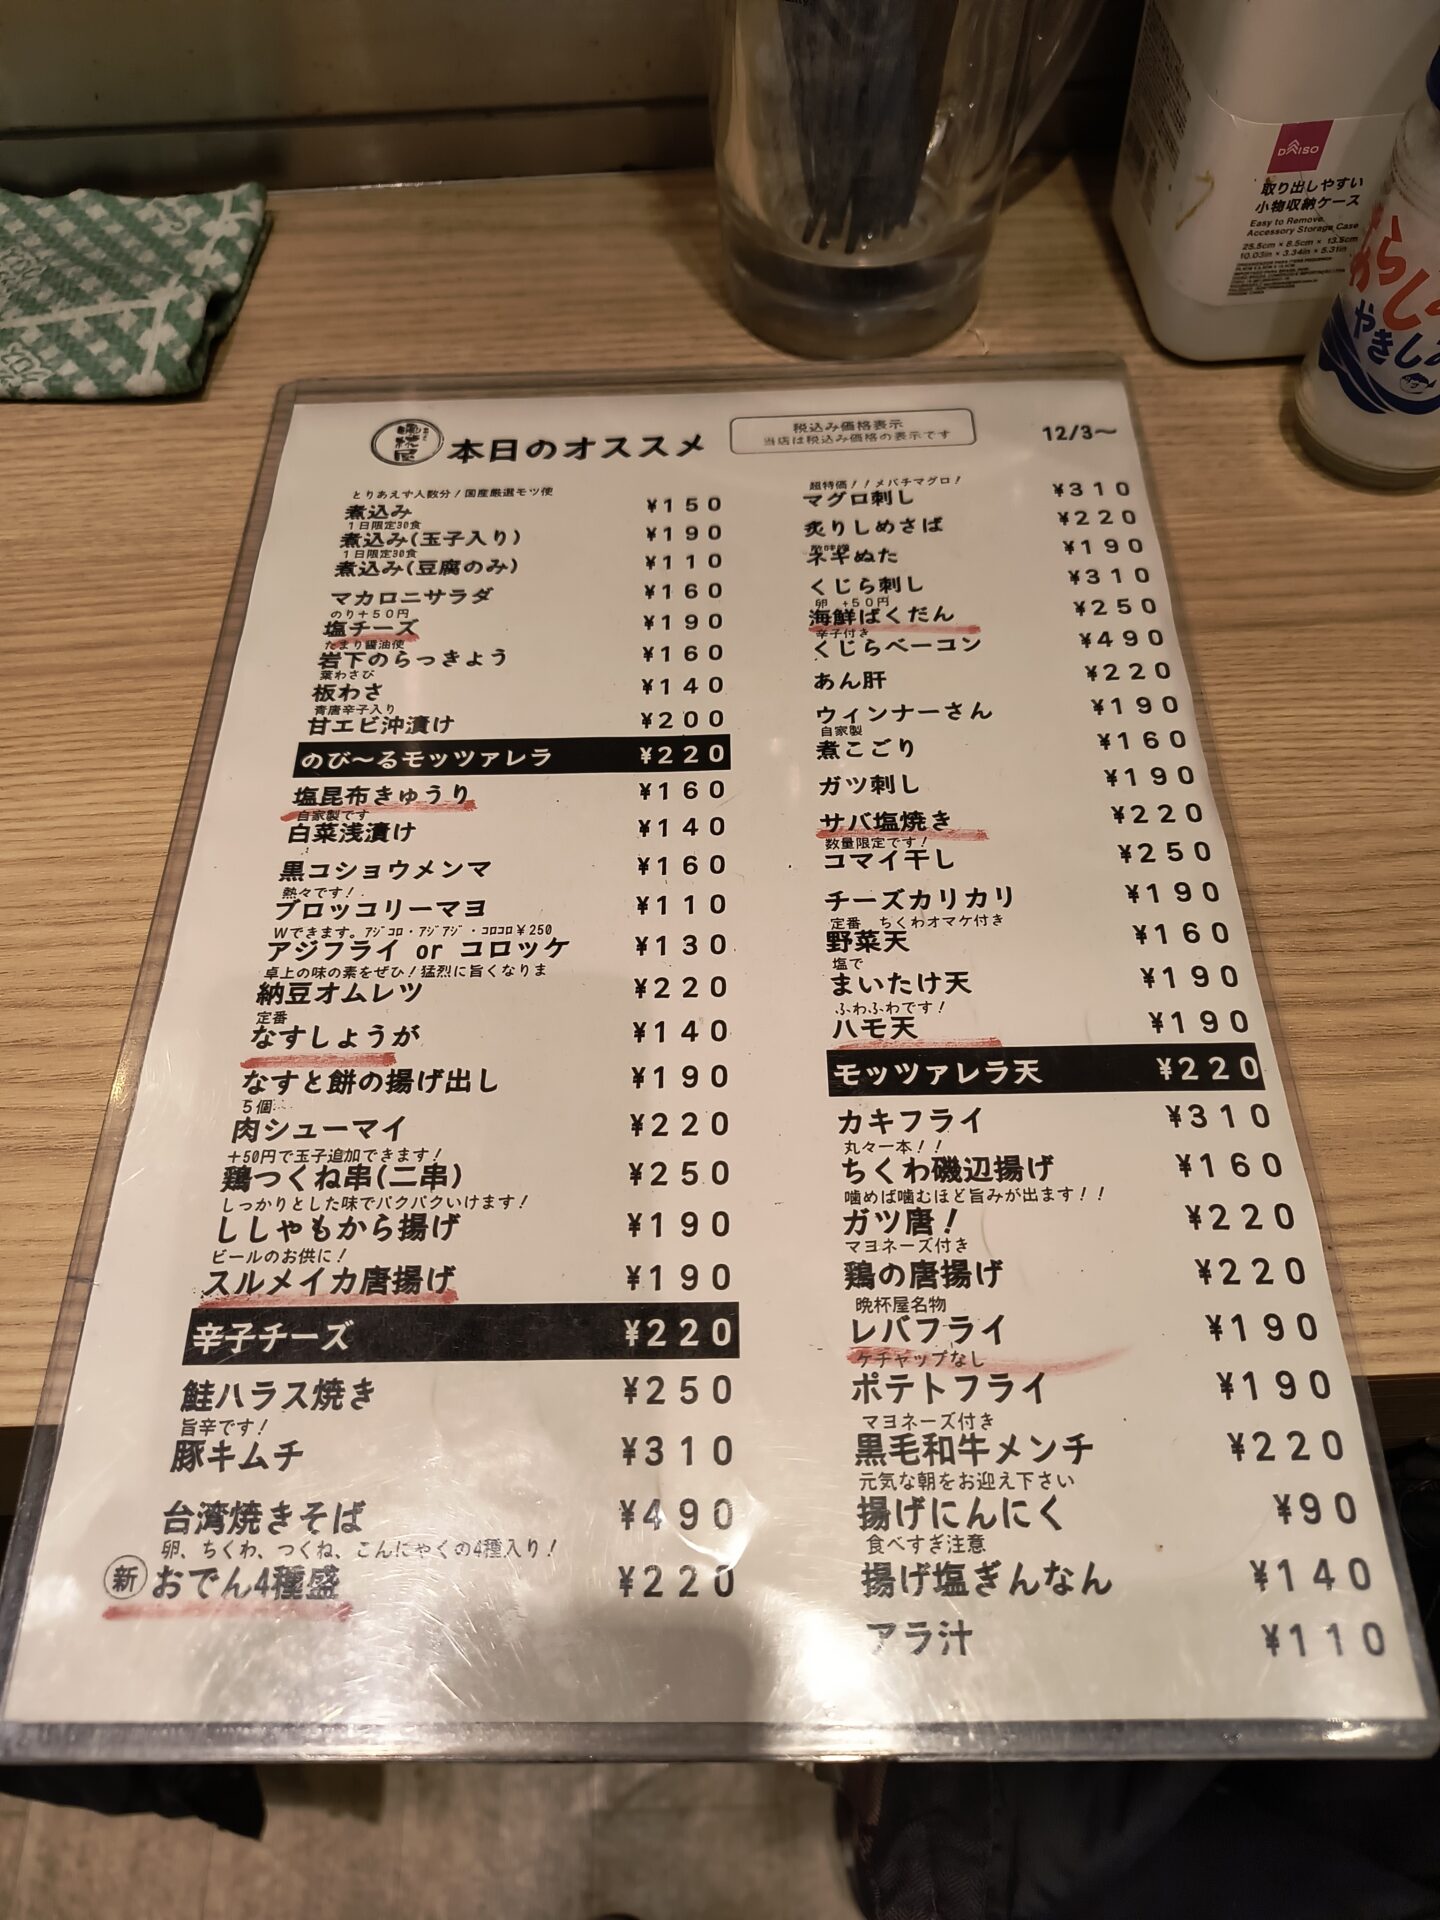 DAISO
取り出しやすい
小物収納ケース
Easy to Remove
Accessory Storage Case
25.5cm × 8.5cm × 13.5cm
10.03in × 3.34in × 5.31in
やきし
本日のオススメ
税込み価格表示
当店は税込み価格の表示です
12/3〜
とりあえず人数分！国産厳選モツ使
煮込み ¥150
1日限定30食
煮込み(玉子入り) ¥190
1日限定30食
煮込み(豆腐のみ) ¥110
マカロニサラダ ¥160
のり+50円
塩チーズ ¥190
たまり醤油使
岩下のらっきょう ¥160
葉わさび
板わさ ¥140
青唐辛子入り
甘エビ沖漬け ¥200
のび〜るモッツァレラ ¥220
塩昆布きゅうり ¥160
自家製です
白菜浅漬け ¥140
黒コショウメンマ ¥160
熱々です！
ブロッコリーマヨ ¥110
Wできます。ｱｼﾞｺﾛ・ｱｼﾞｱｼﾞ・ｺﾛｺﾛ¥250
アジフライ or コロッケ ¥130
卓上の味の素をぜひ！猛烈に旨くなりま
納豆オムレツ ¥220
定番
なすしょうが ¥140
なすと餅の揚げ出し ¥190
5個
肉シューマイ ¥220
+50円で玉子追加できます！
鶏つくね串(二串) ¥250
しっかりとした味でパクパクいけます！
ししゃもから揚げ ¥190
ビールのお供に！
スルメイカ唐揚げ ¥190
辛子チーズ ¥220
鮭ハラス焼き ¥250
旨辛です！
豚キムチ ¥310
台湾焼きそば ¥490
卵、ちくわ、つくね、こんにゃくの4種入り！
新 おでん4種盛 ¥220
超特価！！メバチマグロ！
マグロ刺し ¥310
炙りしめさば ¥220
ネギぬた ¥190
くじら刺し ¥310
卵 +50円
海鮮ばくだん ¥250
辛子付き
くじらベーコン ¥490
あん肝 ¥220
ウィンナーさん ¥190
自家製
煮こごり ¥160
ガツ刺し ¥190
サバ塩焼き ¥220
数量限定です！
コマイ干し ¥250
チーズカリカリ ¥190
定番 ちくわオマケ付き
野菜天 ¥160
塩で
まいたけ天 ¥190
ふわふわです！
ハモ天 ¥190
モッツァレラ天 ¥220
カキフライ ¥310
丸々一本！！
ちくわ磯辺揚げ ¥160
噛めば噛むほど旨みが出ます！！
ガツ唐！ ¥220
マヨネーズ付き
鶏の唐揚げ ¥220
晩杯屋名物
レバフライ ¥190
ケチャップなし
ポテトフライ ¥190
マヨネーズ付き
黒毛和牛メンチ ¥220
元気な朝をお迎え下さい
揚げにんにく ¥90
食べすぎ注意
揚げ塩ぎんなん ¥140
アラ汁 ¥110